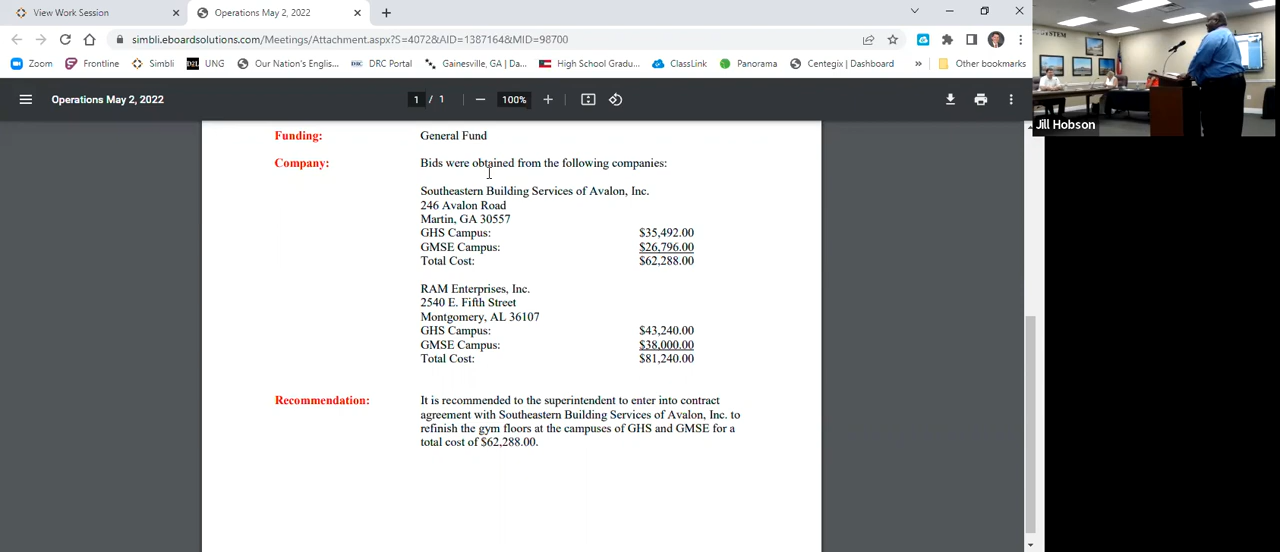 View Work Session
Operations May 2, 2022
simbli.eboardsolutions.com/Meetings/Attachment.aspx?S=4072&AID=1387164&MID=98700
Zoom Frontline Simbli D2L UNG Our Nation's Englis... DRC DRC Portal Gainesville, GA | Da... High School Gradu... ClassLink Panorama Centegix | Dashboard » Other bookmarks
Operations May 2, 2022 1 / 1 100%
YSTEM
Jill Hobson
Funding: General Fund
Company: Bids were obtained from the following companies:
Southeastern Building Services of Avalon, Inc.
246 Avalon Road
Martin, GA 30557
GHS Campus: $35,492.00
GMSE Campus: $26,796.00
Total Cost: $62,288.00
RAM Enterprises, Inc.
2540 E. Fifth Street
Montgomery, AL 36107
GHS Campus: $43,240.00
GMSE Campus: $38,000.00
Total Cost: $81,240.00
Recommendation: It is recommended to the superintendent to enter into contract
agreement with Southeastern Building Services of Avalon, Inc. to
refinish the gym floors at the campuses of GHS and GMSE for a
total cost of $62,288.00.